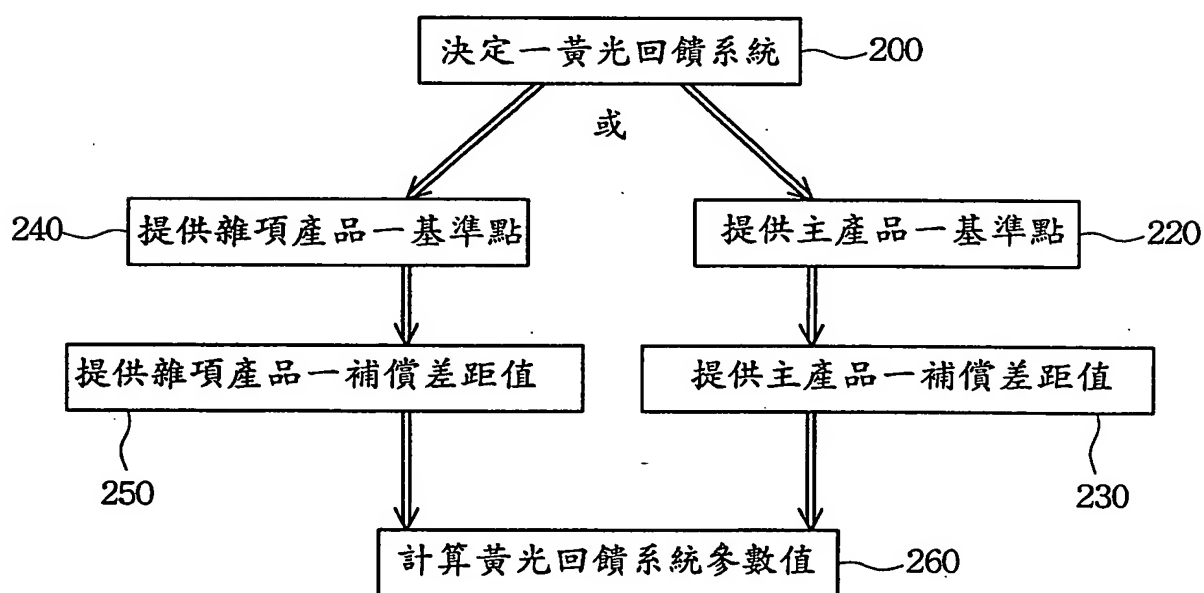 決定一黃光回饋系統
200
或
240
提供雜項產品一基準點
提供主產品一基準點
220
提供雜項產品一補償差距值
提供主產品一補償差距值
250
230
計算黃光回饋系統參數值
260